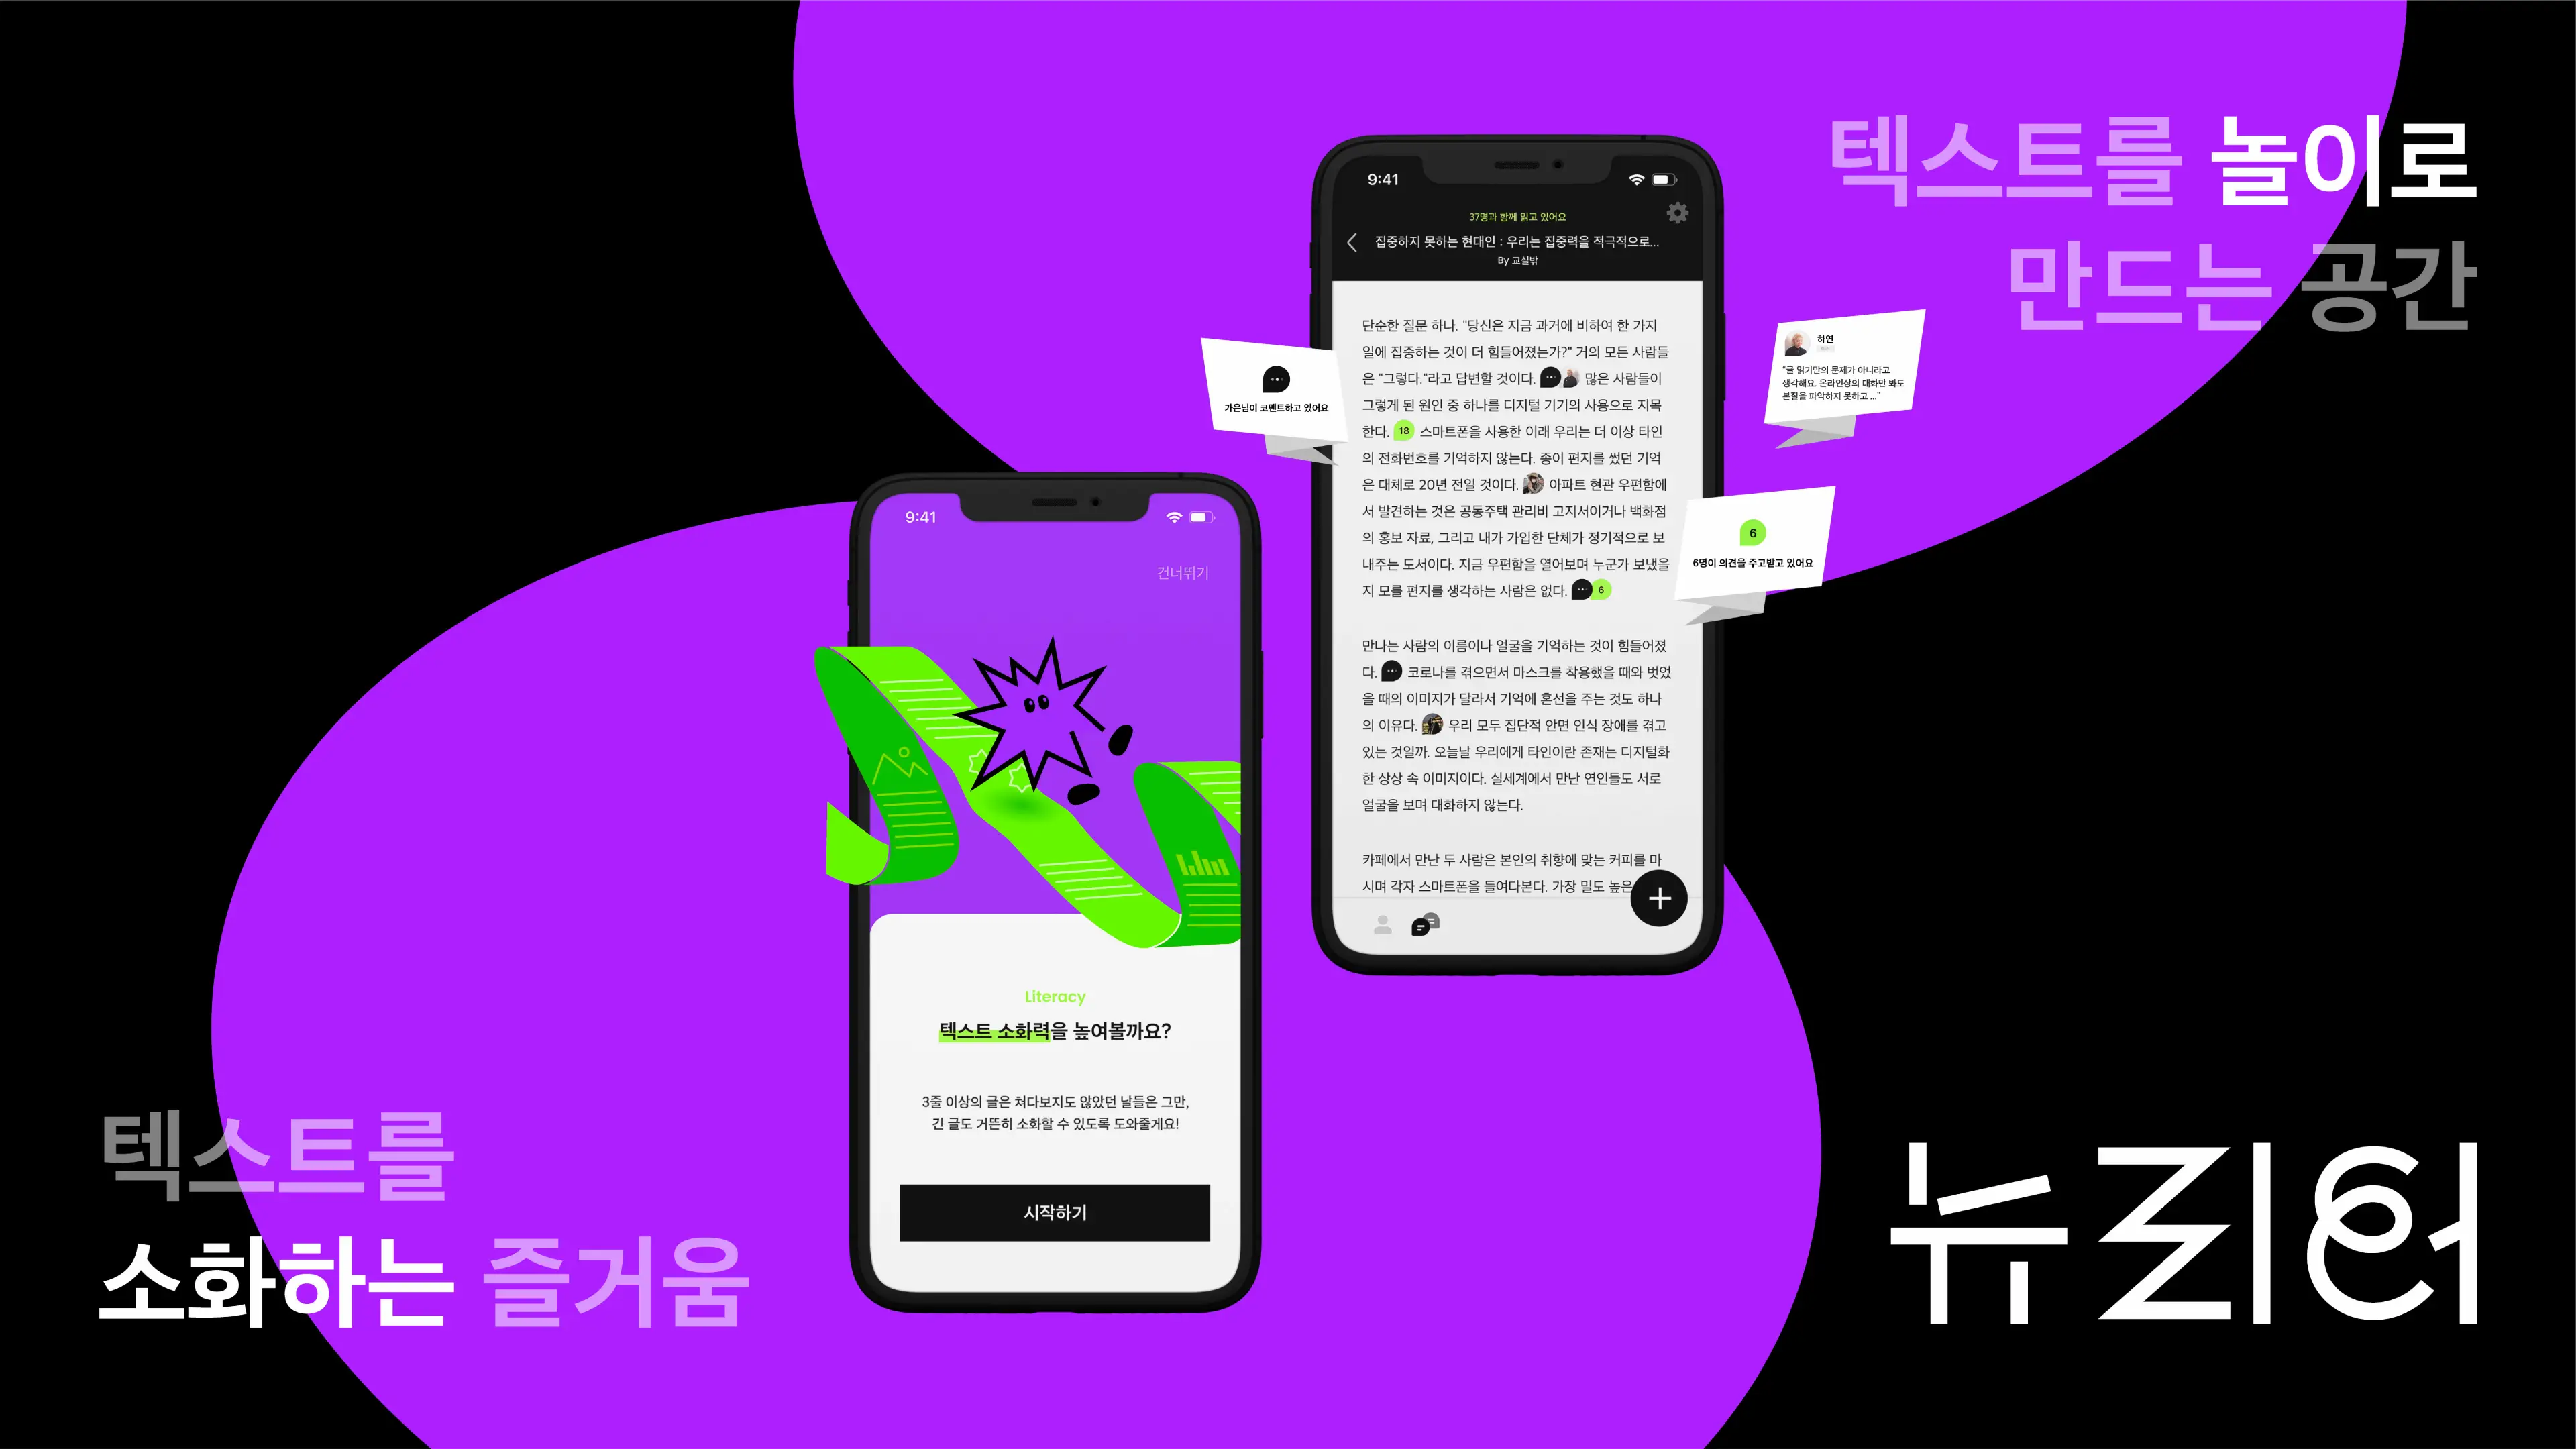 텍스트를 놀이로
만드는 공간
9:41
37명과 함께 읽고 있어요
집중하지 못하는 현대인 : 우리는 집중력을 적극적으로...
By 교실밖
단순한 질문 하나. "당신은 지금 과거에 비하여 한 가지
일에 집중하는 것이 더 힘들어졌는가?" 거의 모든 사람들
은 "그렇다."라고 답변할 것이다. 많은 사람들이
그렇게 된 원인 중 하나를 디지털 기기의 사용으로 지목
한다. 18 스마트폰을 사용한 이래 우리는 더 이상 타인
의 전화번호를 기억하지 않는다. 종이 편지를 썼던 기억
은 대체로 20년 전일 것이다. 아파트 현관 우편함에
서 발견하는 것은 공동주택 관리비 고지서이거나 백화점
의 홍보 자료, 그리고 내가 가입한 단체가 정기적으로 보
내주는 도서이다. 지금 우편함을 열어보며 누군가 보냈을
지 모를 편지를 생각하는 사람은 없다. 6
만나는 사람의 이름이나 얼굴을 기억하는 것이 힘들어졌
다. 코로나를 겪으면서 마스크를 착용했을 때와 벗었
을 때의 이미지가 달라서 기억에 혼선을 주는 것도 하나
의 이유다. 우리 모두 집단적 안면 인식 장애를 겪고
있는 것일까. 오늘날 우리에게 타인이란 존재는 디지털화
한 상상 속 이미지이다. 실세계에서 만난 연인들도 서로
얼굴을 보며 대화하지 않는다.
카페에서 만난 두 사람은 본인의 취향에 맞는 커피를 마
시며 각자 스마트폰을 들여다본다. 가장 밀도 높은
가은님이 코멘트하고 있어요
하연
"글 읽기만의 문제가 아니라고
생각해요. 온라인상의 대화만 봐도
본질을 파악하지 못하고 ..."
6
6명이 의견을 주고받고 있어요
9:41
건너뛰기
Literacy
텍스트 소화력을 높여볼까요?
3줄 이상의 글은 쳐다보지도 않았던 날들은 그만,
긴 글도 거뜬히 소화할 수 있도록 도와줄게요!
시작하기
텍스트를
소화하는 즐거움
뉴릐어